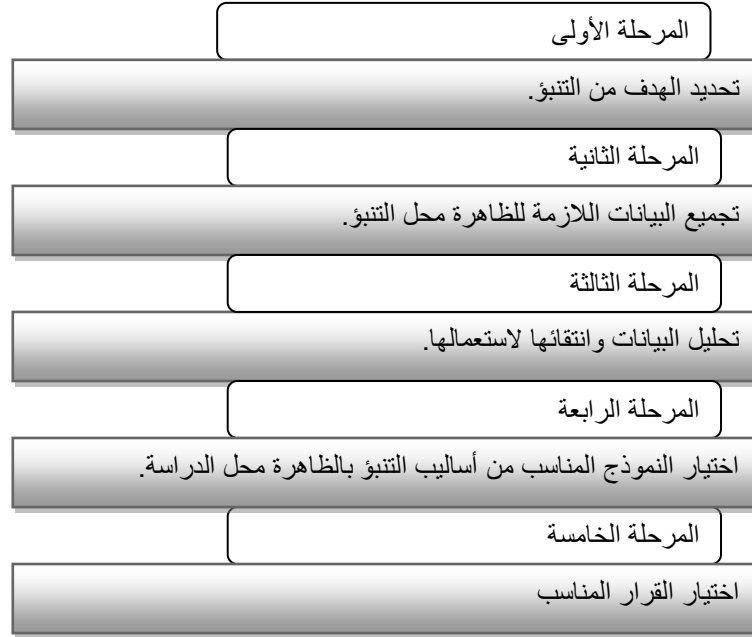 المرحلة الأولى
تحديد الهدف من التنبؤ.
المرحلة الثانية
تجميع البيانات اللازمة للظاهرة محل التنبؤ.
المرحلة الثالثة
تحليل البيانات وانتقائها لاستعمالها.
المرحلة الرابعة
اختيار النموذج المناسب من أساليب التنبؤ بالظاهرة محل الدراسة.
المرحلة الخامسة
اختيار القرار المناسب